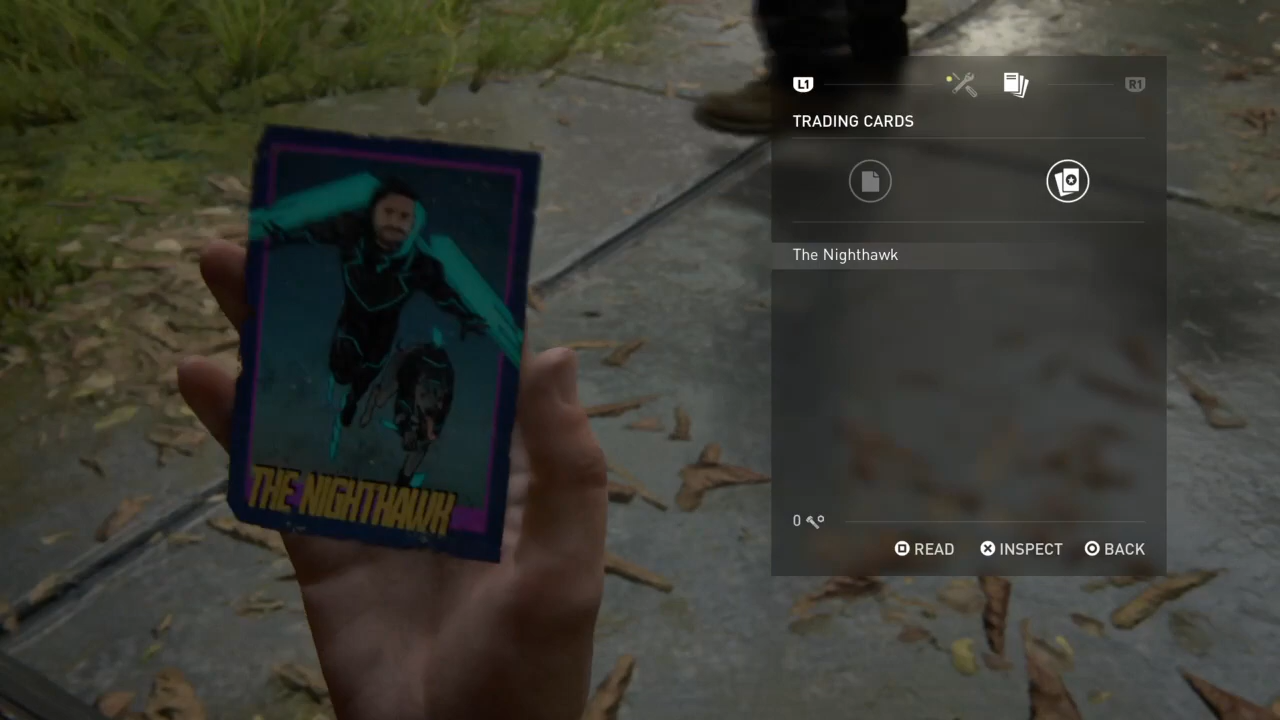 L1
R1
TRADING CARDS
The Nighthawk
THE NIGHTHAWK
0
READ
INSPECT
BACK